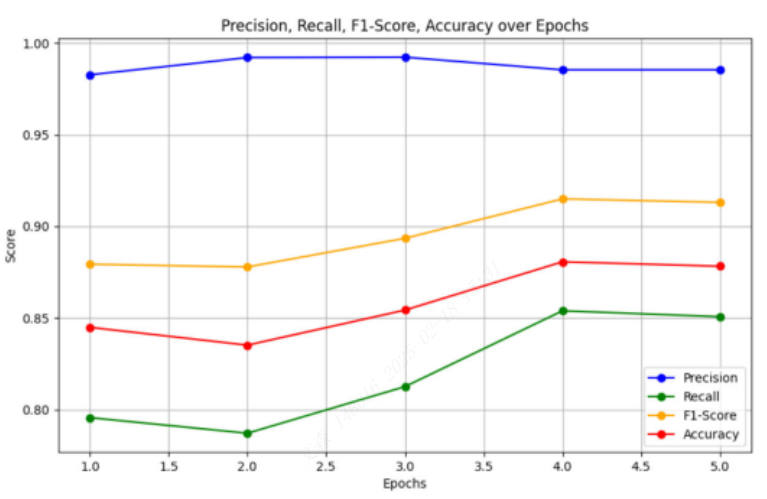 Precision, Recall, F1-Score, Accuracy over Epochs
1.00
0.95
0.90
0.85
0.80
Score
1.0 1.5 2.0 2.5 3.0 3.5 4.0 4.5 5.0
Epochs
Precision
Recall
F1-Score
Accuracy